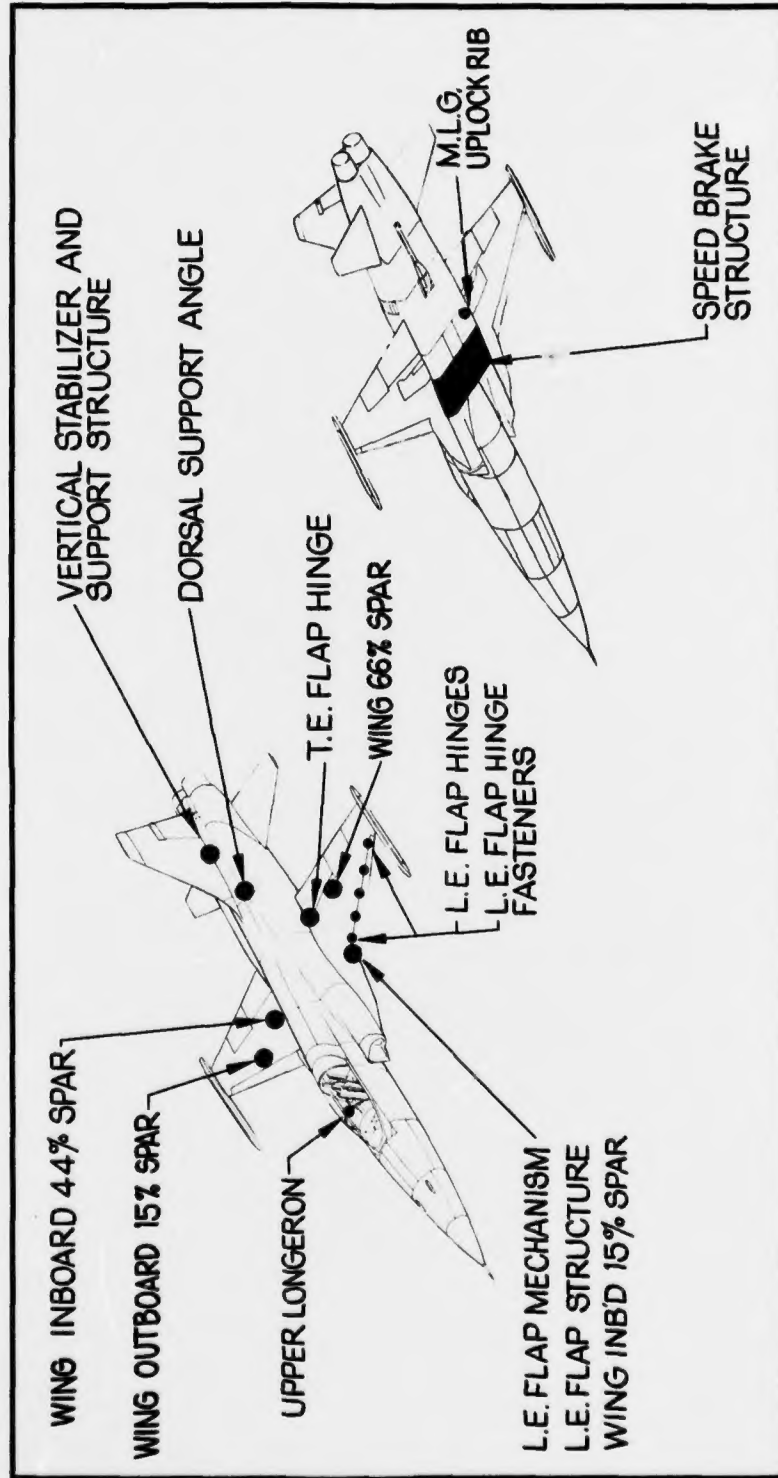 WING INBOARD 44% SPAR
WING OUTBOARD 15% SPAR
UPPER LONGERON
L.E. FLAP MECHANISM
L.E. FLAP STRUCTURE
WING INB'D 15% SPAR
VERTICAL STABILIZER AND
SUPPORT STRUCTURE
DORSAL SUPPORT ANGLE
T.E. FLAP HINGE
WING 66% SPAR
L.E. FLAP HINGES
L.E. FLAP HINGE
FASTENERS
M.L.G.
UPLOCK RIB
SPEED BRAKE
STRUCTURE